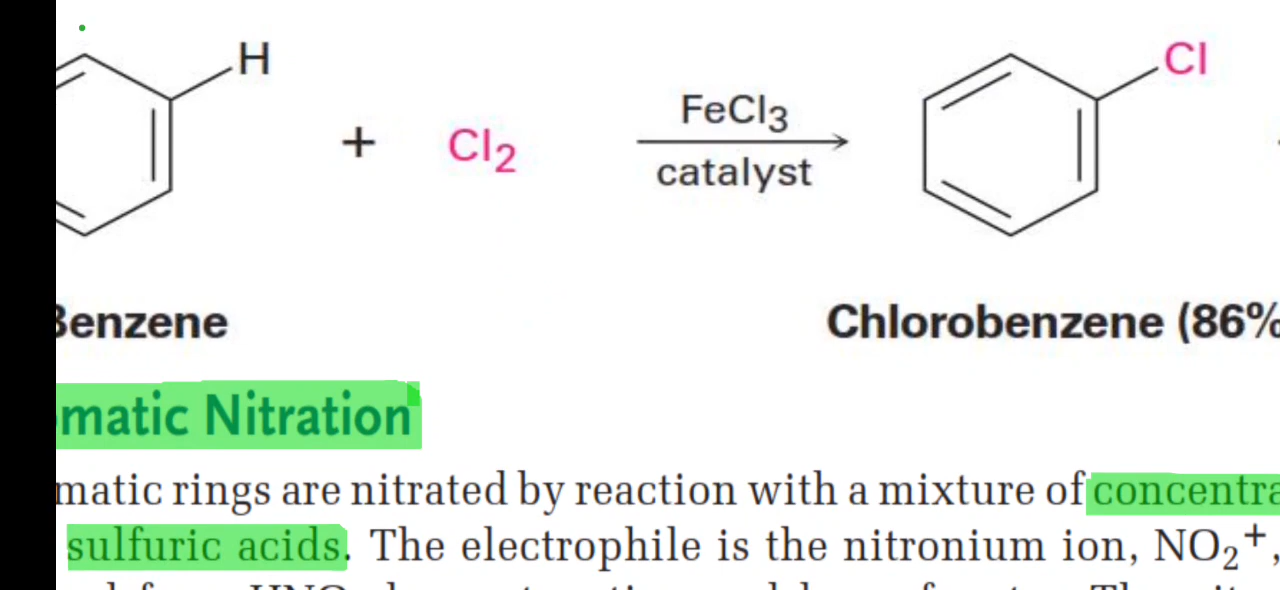 H
Cl
+ Cl₂ FeCl₃
catalyst
Benzene Chlorobenzene (86%
matic Nitration
matic rings are nitrated by reaction with a mixture of concentra
sulfuric acids. The electrophile is the nitronium ion, NO₂⁺,